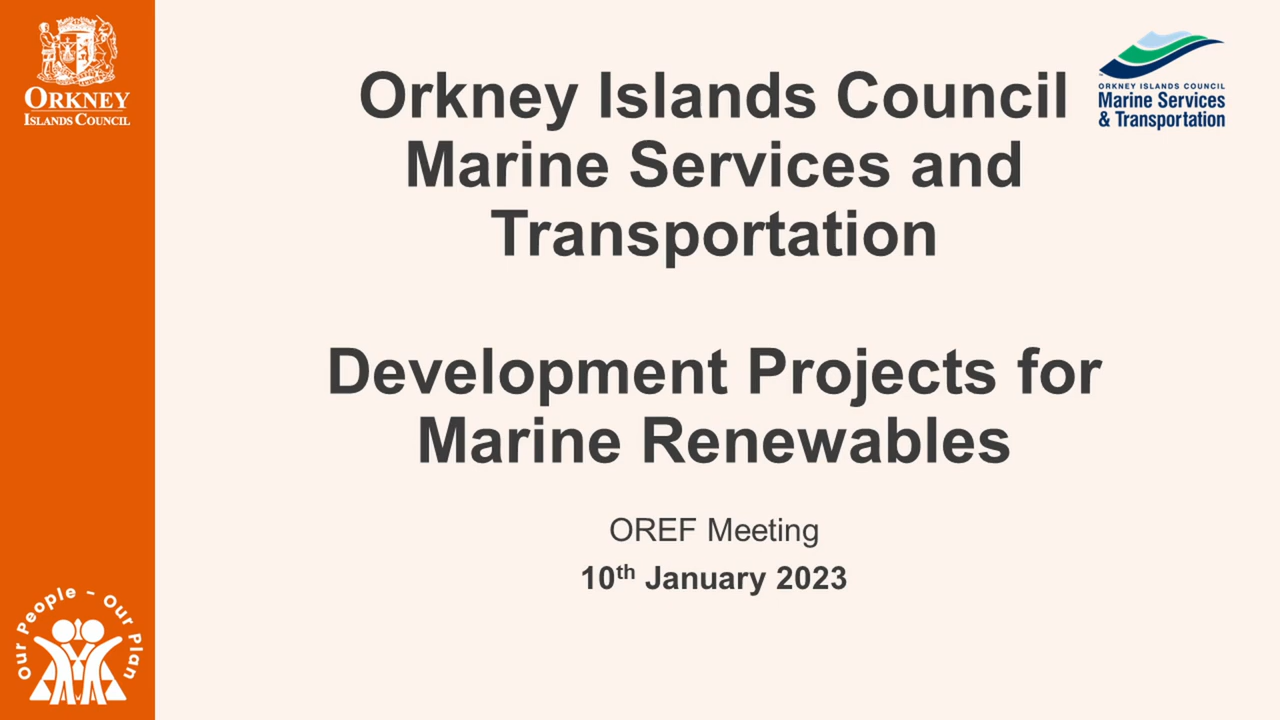 ORKNEY
ISLANDS COUNCIL
Orkney Islands Council
Marine Services and
Transportation
ORKNEY ISLANDS COUNCIL
Marine Services
& Transportation
Development Projects for
Marine Renewables
OREF Meeting
10th January 2023
Our People - Our Plan